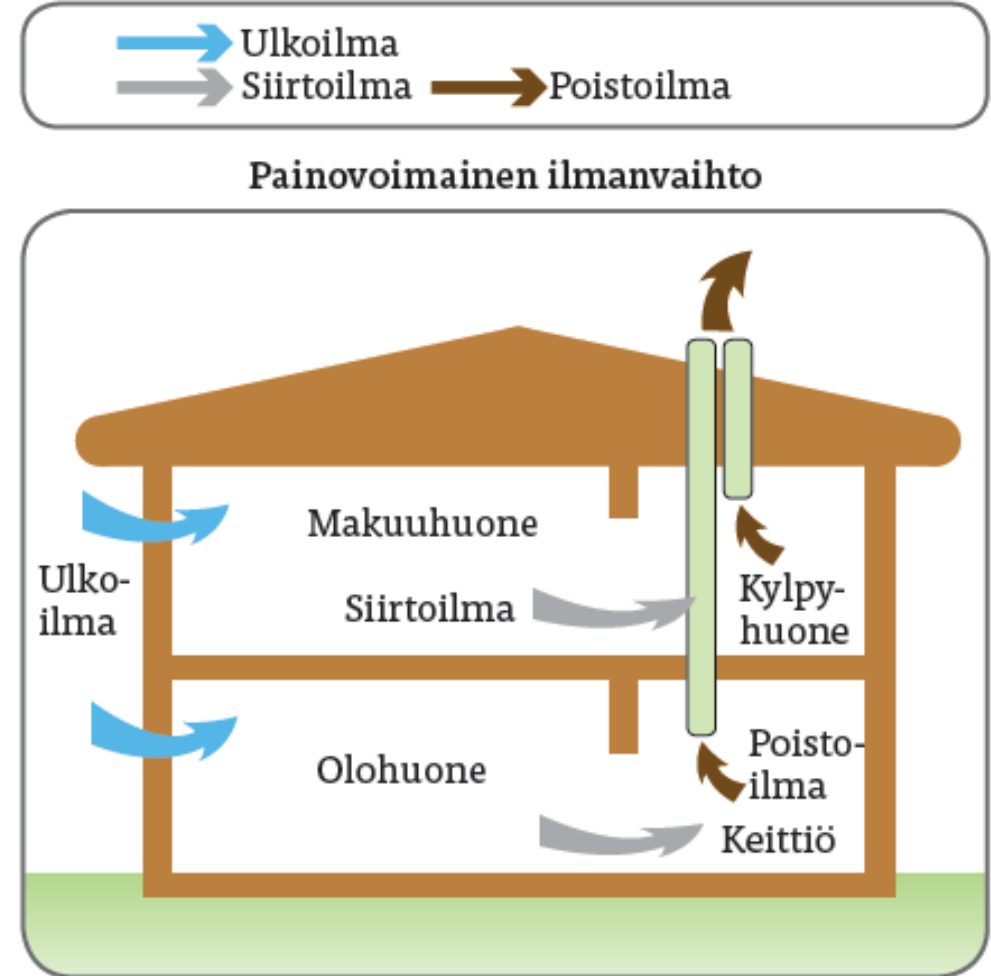 Ulkoilma
Siirtoilma Poistoilma
Painovoimainen ilmanvaihto
Makuuhuone
Ulko-
ilma
Siirtoilma
Kylpy-
huone
Olohuone
Poisto-
ilma
Keittiö